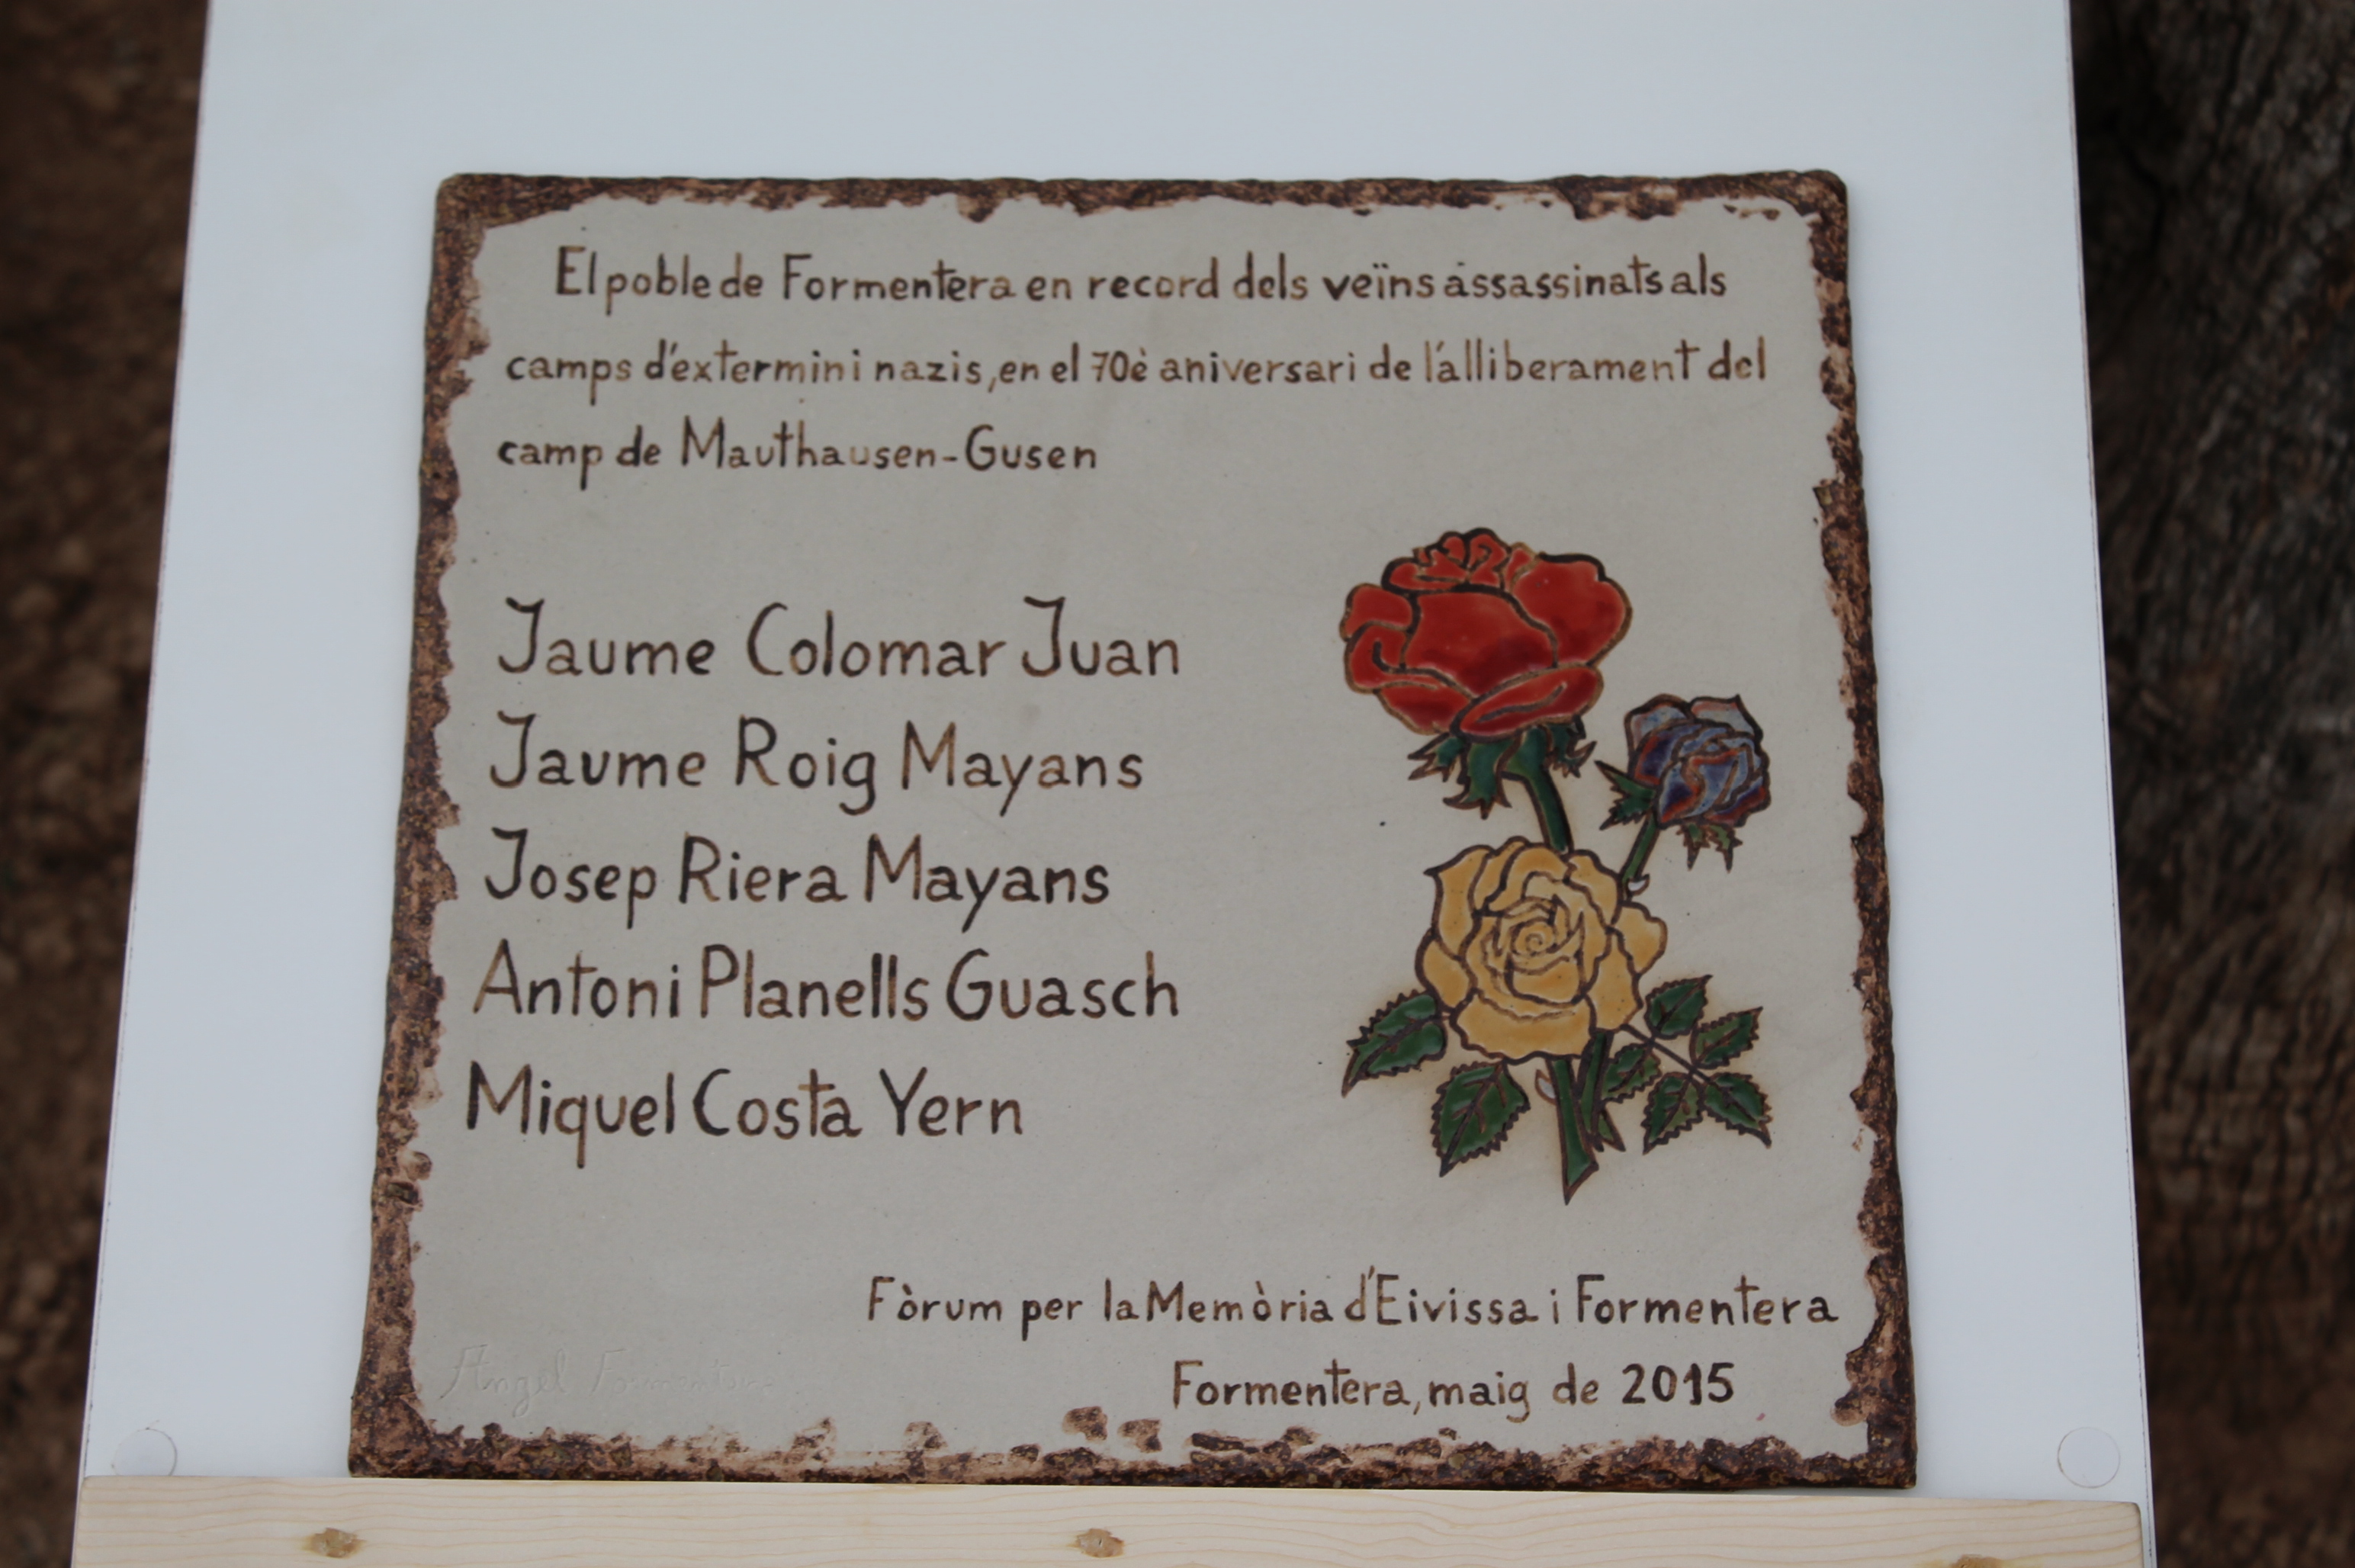 El poble de Formentera en record dels veïns assassinats als
camps d'extermini nazis, en el 70è aniversari de l'alliberament del
camp de Mauthausen-Gusen
Jaume Colomar Juan
Jaume Roig Mayans
Josep Riera Mayans
Antoni Planells Guasch
Miquel Costa Yern
Fòrum per la Memòria d'Eivissa i Formentera
Formentera, maig de 2015
Angel Formentera